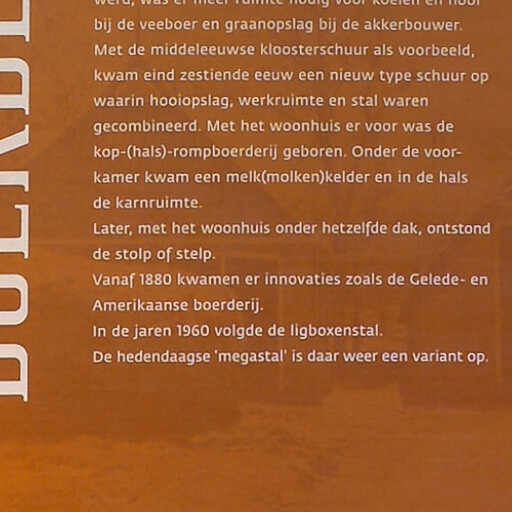 werd, was er meer ruimte nodig voor koeien en hooi
bij de veeboer en graanopslag bij de akkerbouwer.
Met de middeleeuwse kloosterschuur als voorbeeld,
kwam eind zestiende eeuw een nieuw type schuur op
waarin hooiopslag, werkruimte en stal waren
gecombineerd. Met het woonhuis er voor was de
kop-(hals)-rompboerderij geboren. Onder de voor-
kamer kwam een melk(molken)kelder en in de hals
de karnruimte.
Later, met het woonhuis onder hetzelfde dak, ontstond
de stolp of stelp.
Vanaf 1880 kwamen er innovaties zoals de Gelede- en
Amerikaanse boerderij.
In de jaren 1960 volgde de ligboxenstal.
De hedendaagse 'megastal' is daar weer een variant op.